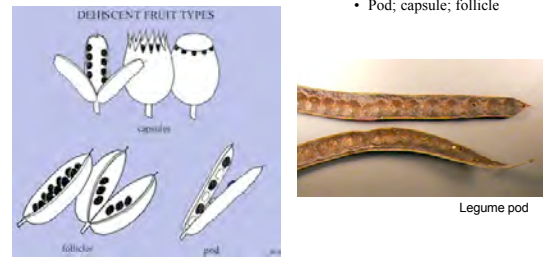 DEHISCENT FRUIT TYPES
capsules
follicles
pod
• Pod; capsule; follicle
Legume pod